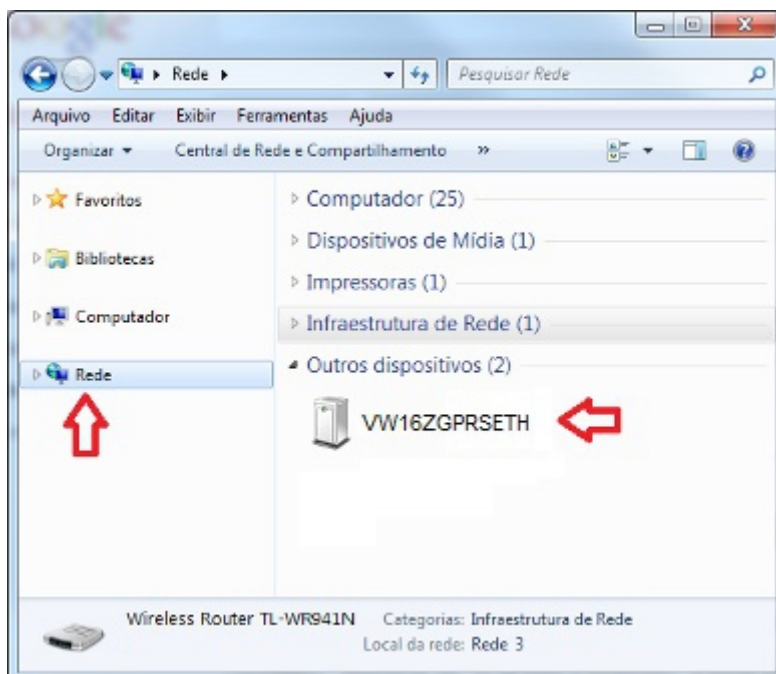 Rede
Pesquisar Rede
Arquivo Editar Exibir Ferramentas Ajuda
Organizar Central de Rede e Compartilhamento »
Favoritos
Bibliotecas
Computador
Rede
Computador (25)
Dispositivos de Mídia (1)
Impressoras (1)
Infraestrutura de Rede (1)
Outros dispositivos (2)
VW16ZGPRSETH
Wireless Router TL-WR941N Categorias: Infraestrutura de Rede
Local da rede: Rede 3